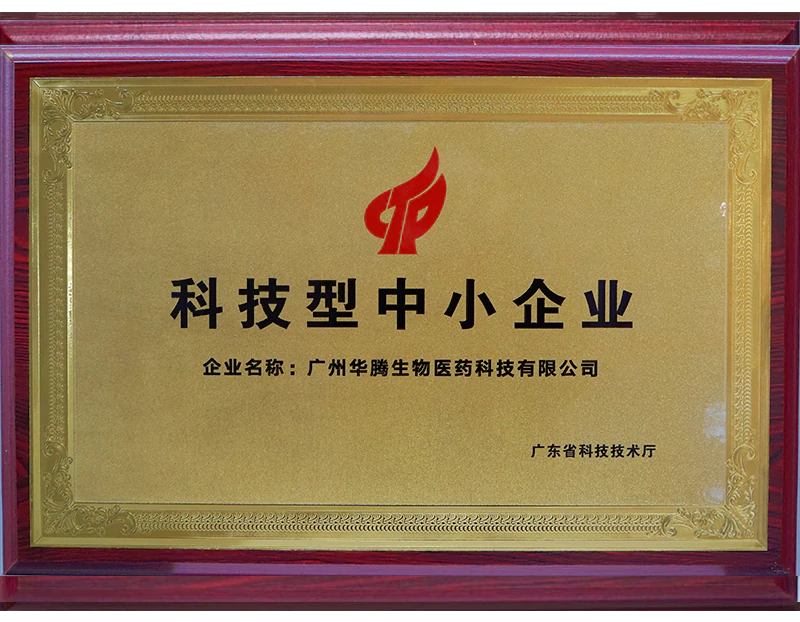 科技型中小企业
企业名称：广州华腾生物医药科技有限公司
广东省科技技术厅